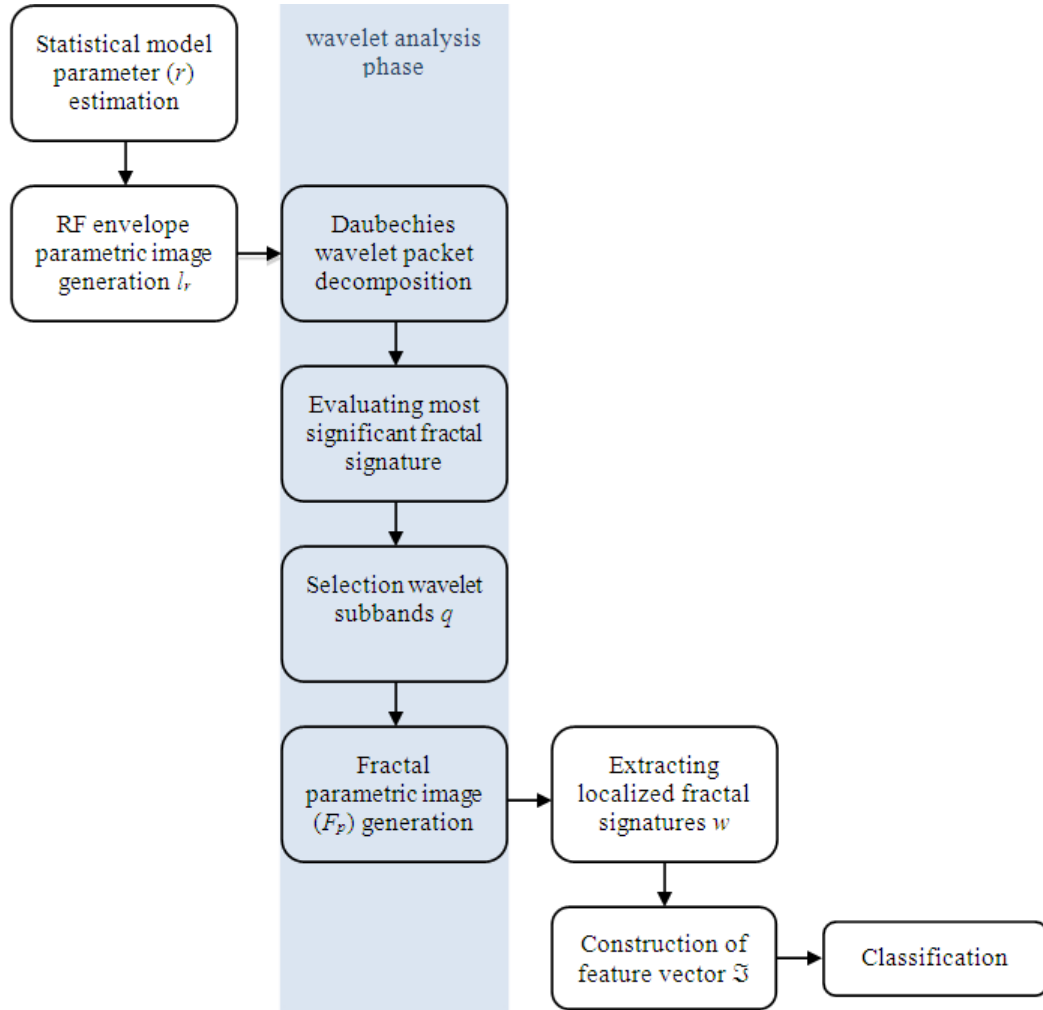 Statistical model
parameter (r)
estimation
wavelet analysis
phase
RF envelope
parametric image
generation Iᵣ
Daubechies
wavelet packet
decomposition
Evaluating most
significant fractal
signature
Selection wavelet
subbands q
Fractal
parametric image
(Fₚ) generation
Extracting
localized fractal
signatures w
Construction of
feature vector ℑ
Classification